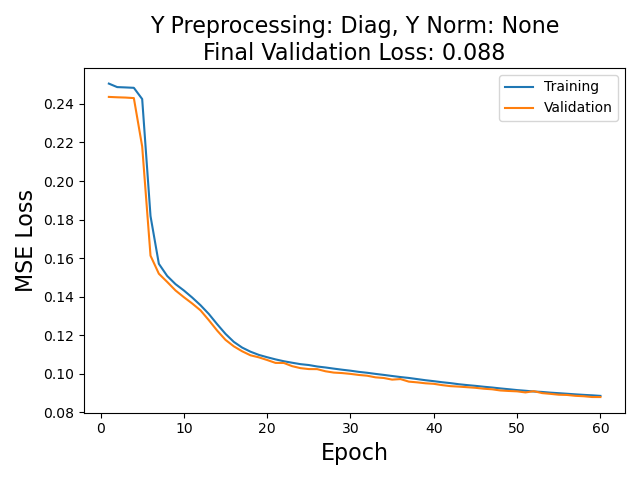 Y Preprocessing: Diag, Y Norm: None
Final Validation Loss: 0.088
Training
Validation
MSE Loss
0.24
0.22
0.20
0.18
0.16
0.14
0.12
0.10
0.08
0 10 20 30 40 50 60
Epoch